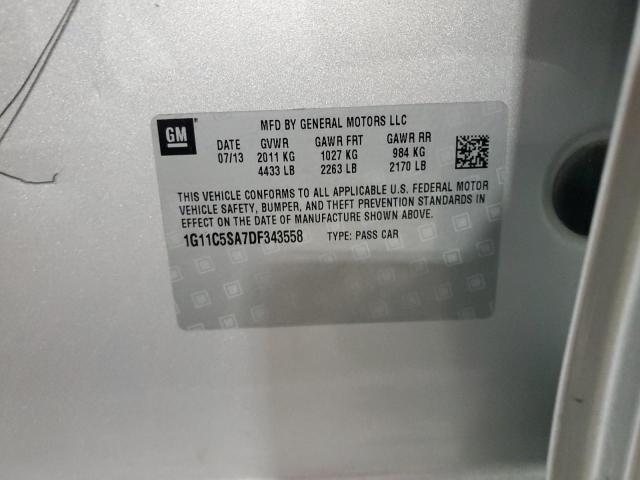 GM
MFD BY GENERAL MOTORS LLC
DATE GVWR GAWR FRT GAWR RR
07/13 2011 KG 1027 KG 984 KG
4433 LB 2263 LB 2170 LB
THIS VEHICLE CONFORMS TO ALL APPLICABLE U.S. FEDERAL MOTOR
VEHICLE SAFETY, BUMPER, AND THEFT PREVENTION STANDARDS IN
EFFECT ON THE DATE OF MANUFACTURE SHOWN ABOVE.
1G11C5SA7DF343558 TYPE: PASS CAR